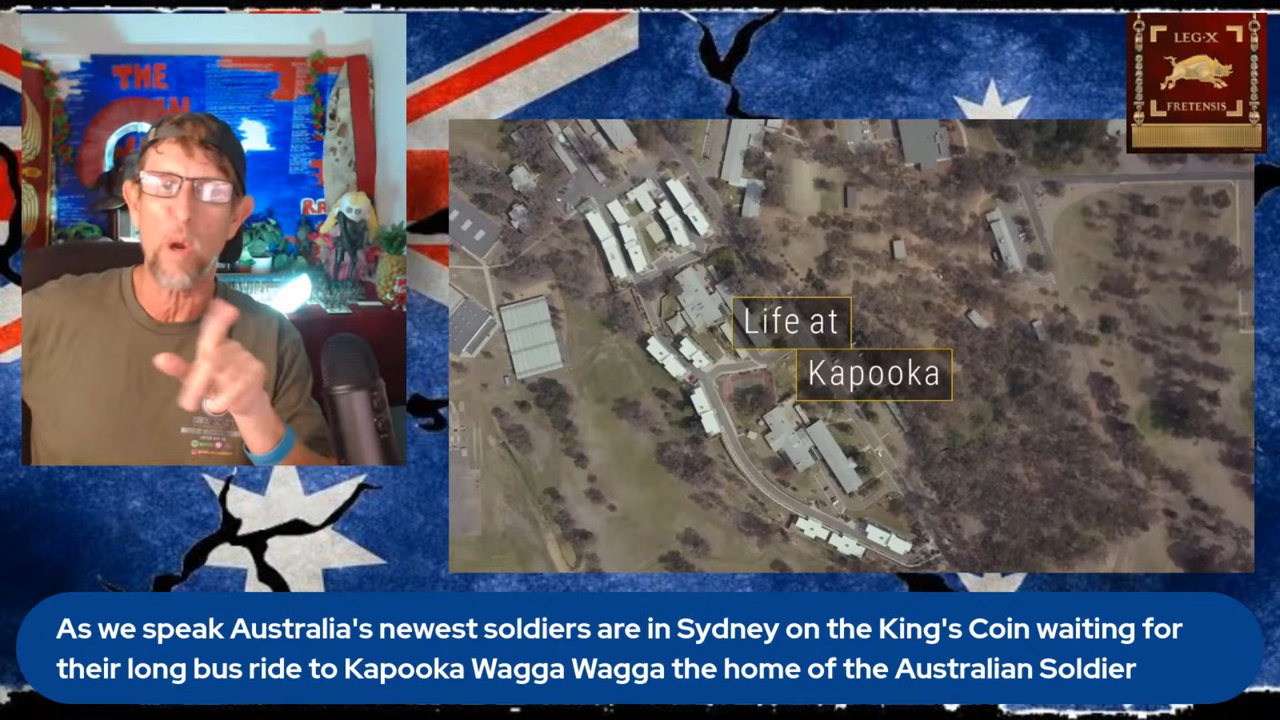 THE
LEG·X
FRETENSIS
Life at
Kapooka
As we speak Australia's newest soldiers are in Sydney on the King's Coin waiting for
their long bus ride to Kapooka Wagga Wagga the home of the Australian Soldier